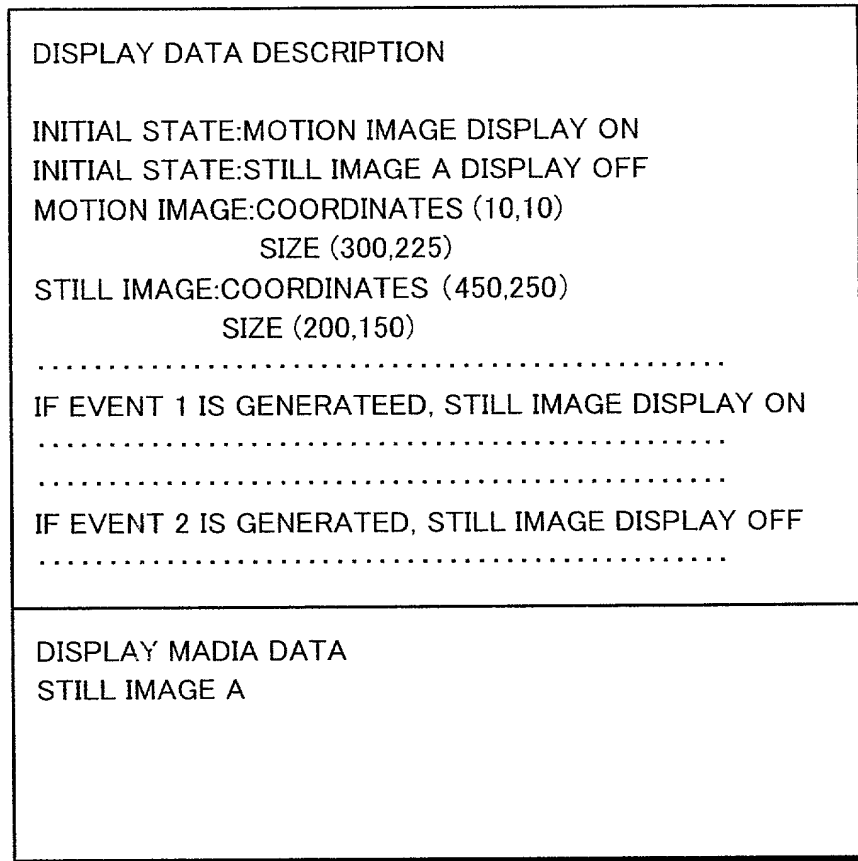 DISPLAY DATA DESCRIPTION
INITIAL STATE:MOTION IMAGE DISPLAY ON
INITIAL STATE:STILL IMAGE A DISPLAY OFF
MOTION IMAGE:COORDINATES (10,10)
SIZE (300,225)
STILL IMAGE:COORDINATES (450,250)
SIZE (200,150)
................................................
IF EVENT 1 IS GENERATEED, STILL IMAGE DISPLAY ON
................................................
................................................
IF EVENT 2 IS GENERATED, STILL IMAGE DISPLAY OFF
................................................
DISPLAY MADIA DATA
STILL IMAGE A